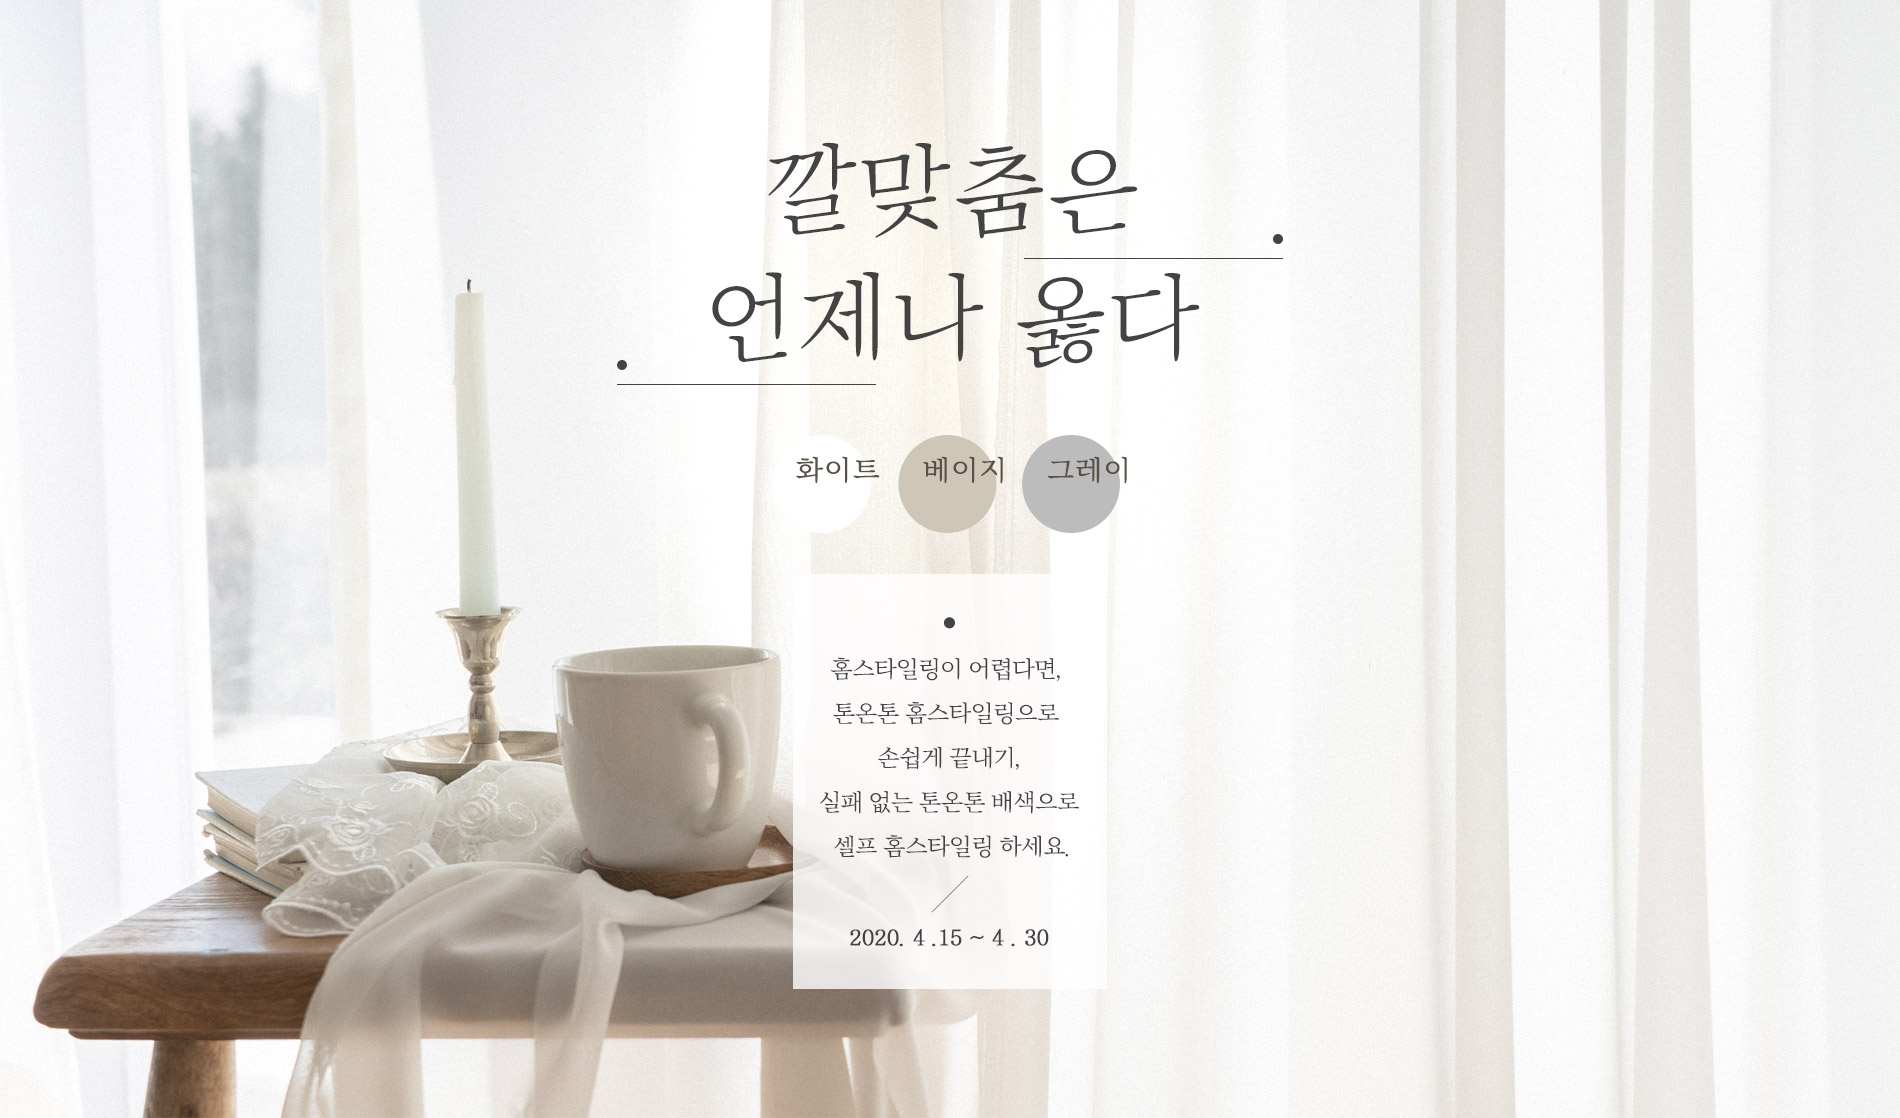 깔맞춤은
언제나 옳다
화이트 베이지 그레이
홈스타일링이 어렵다면,
톤온톤 홈스타일링으로
손쉽게 끝내기,
실패 없는 톤온톤 배색으로
셀프 홈스타일링 하세요.
2020. 4 .15 ~ 4 . 30